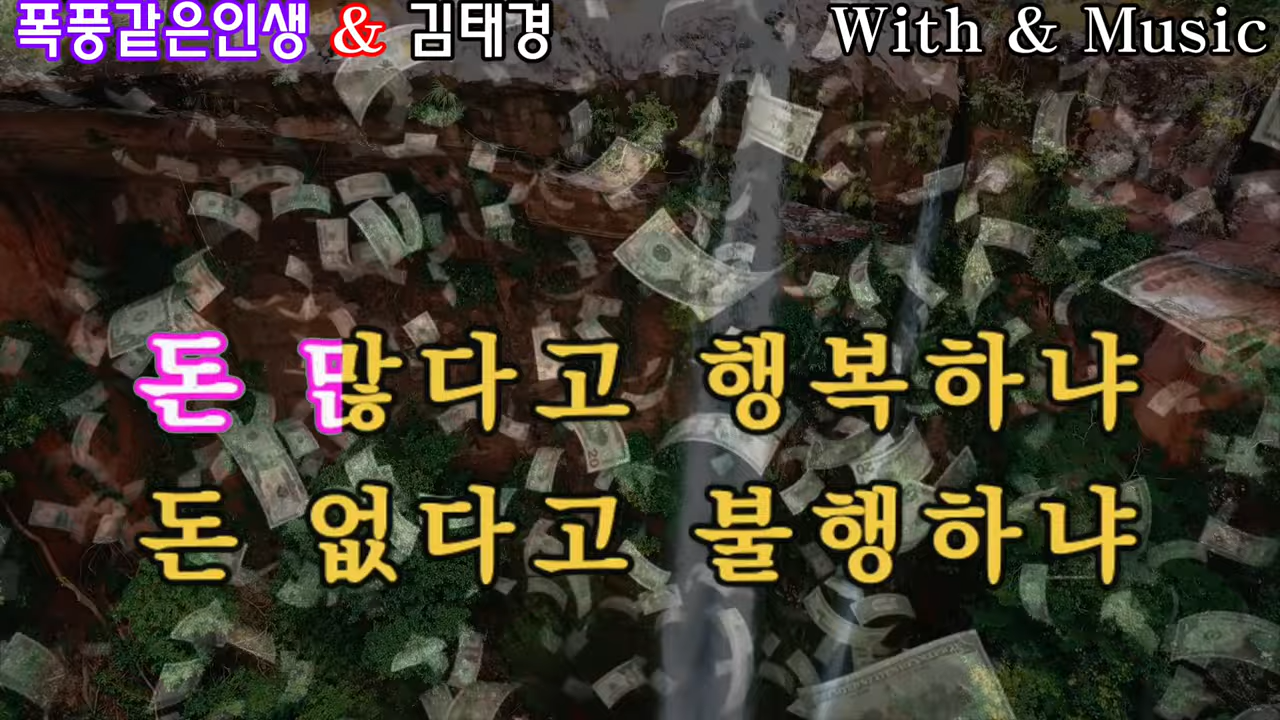 폭풍같은인생 & 김태경
With & Music
돈 많다고 행복하냐
돈 없다고 불행하냐